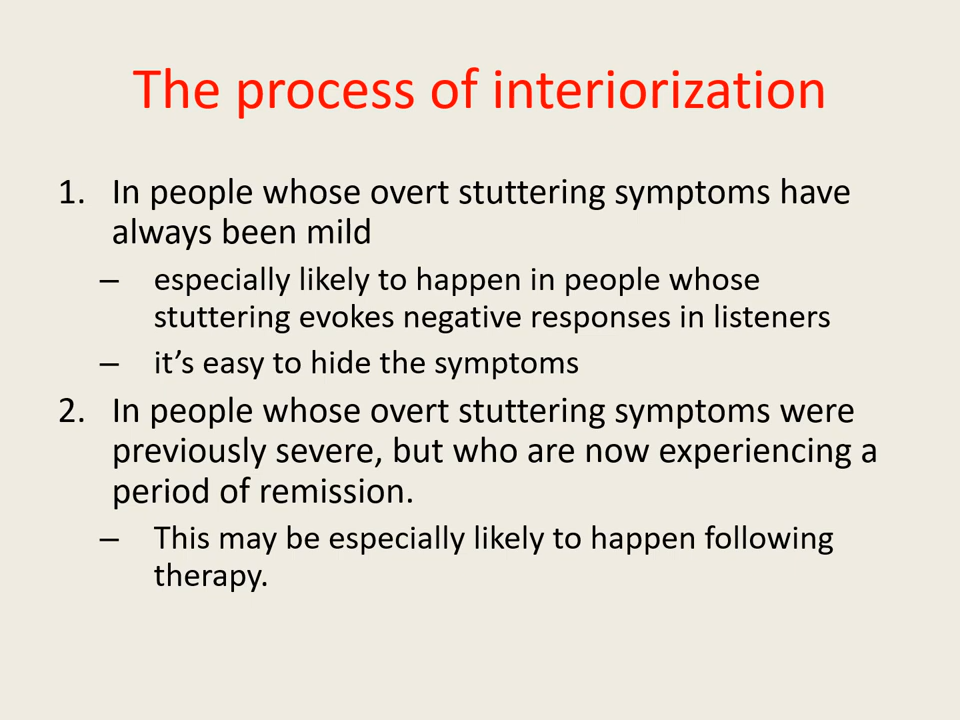 The process of interiorization
1. In people whose overt stuttering symptoms have
always been mild
– especially likely to happen in people whose
stuttering evokes negative responses in listeners
– it’s easy to hide the symptoms
2. In people whose overt stuttering symptoms were
previously severe, but who are now experiencing a
period of remission.
– This may be especially likely to happen following
therapy.